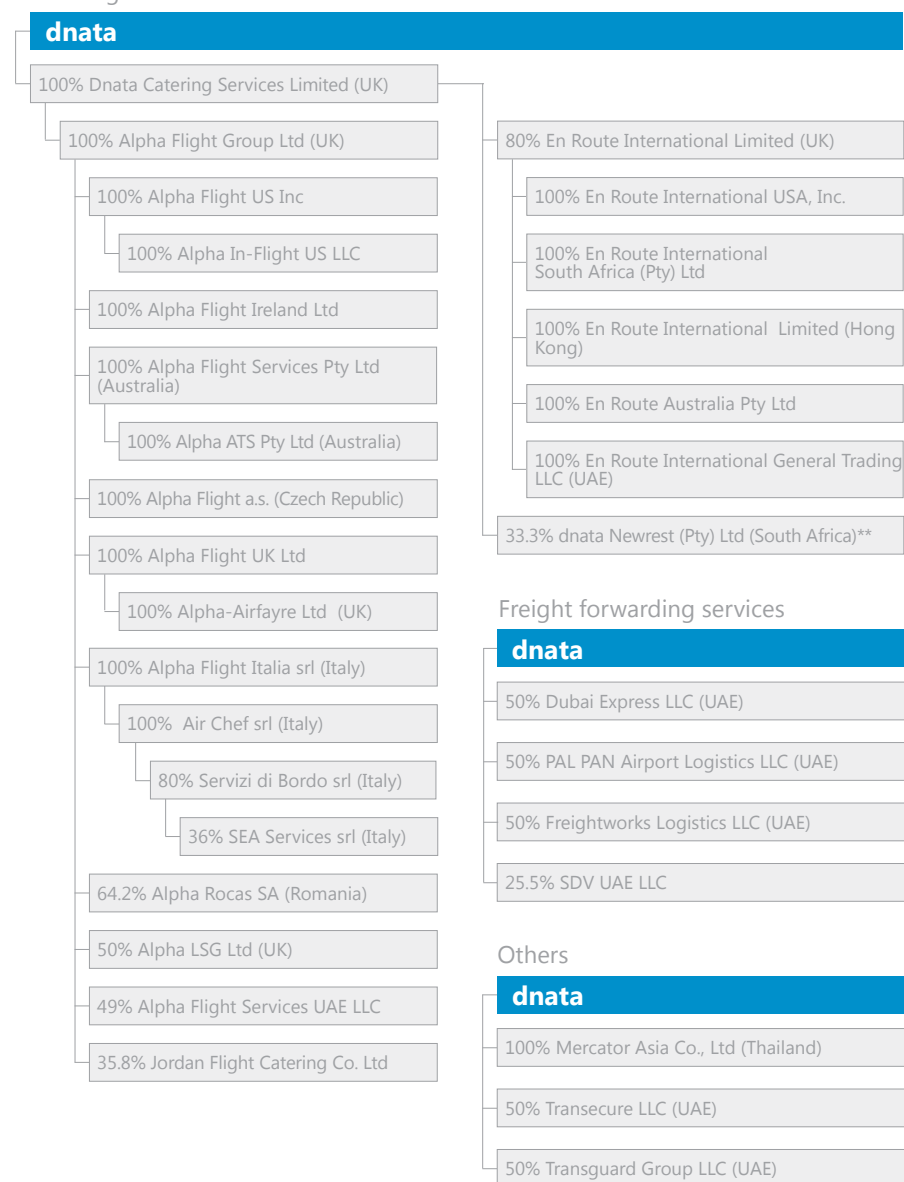 dnata
100% Dnata Catering Services Limited (UK)
100% Alpha Flight Group Ltd (UK)
100% Alpha Flight US Inc
100% Alpha In-Flight US LLC
100% Alpha Flight Ireland Ltd
100% Alpha Flight Services Pty Ltd
(Australia)
100% Alpha ATS Pty Ltd (Australia)
100% Alpha Flight a.s. (Czech Republic)
100% Alpha Flight UK Ltd
100% Alpha-Airfayre Ltd (UK)
100% Alpha Flight Italia srl (Italy)
100% Air Chef srl (Italy)
80% Servizi di Bordo srl (Italy)
36% SEA Services srl (Italy)
64.2% Alpha Rocas SA (Romania)
50% Alpha LSG Ltd (UK)
49% Alpha Flight Services UAE LLC
35.8% Jordan Flight Catering Co. Ltd
80% En Route International Limited (UK)
100% En Route International USA, Inc.
100% En Route International
South Africa (Pty) Ltd
100% En Route International Limited (Hong
Kong)
100% En Route Australia Pty Ltd
100% En Route International General Trading
LLC (UAE)
33.3% dnata Newrest (Pty) Ltd (South Africa)**
Freight forwarding services
dnata
50% Dubai Express LLC (UAE)
50% PAL PAN Airport Logistics LLC (UAE)
50% Freightworks Logistics LLC (UAE)
25.5% SDV UAE LLC
Others
dnata
100% Mercator Asia Co., Ltd (Thailand)
50% Transecure LLC (UAE)
50% Transguard Group LLC (UAE)